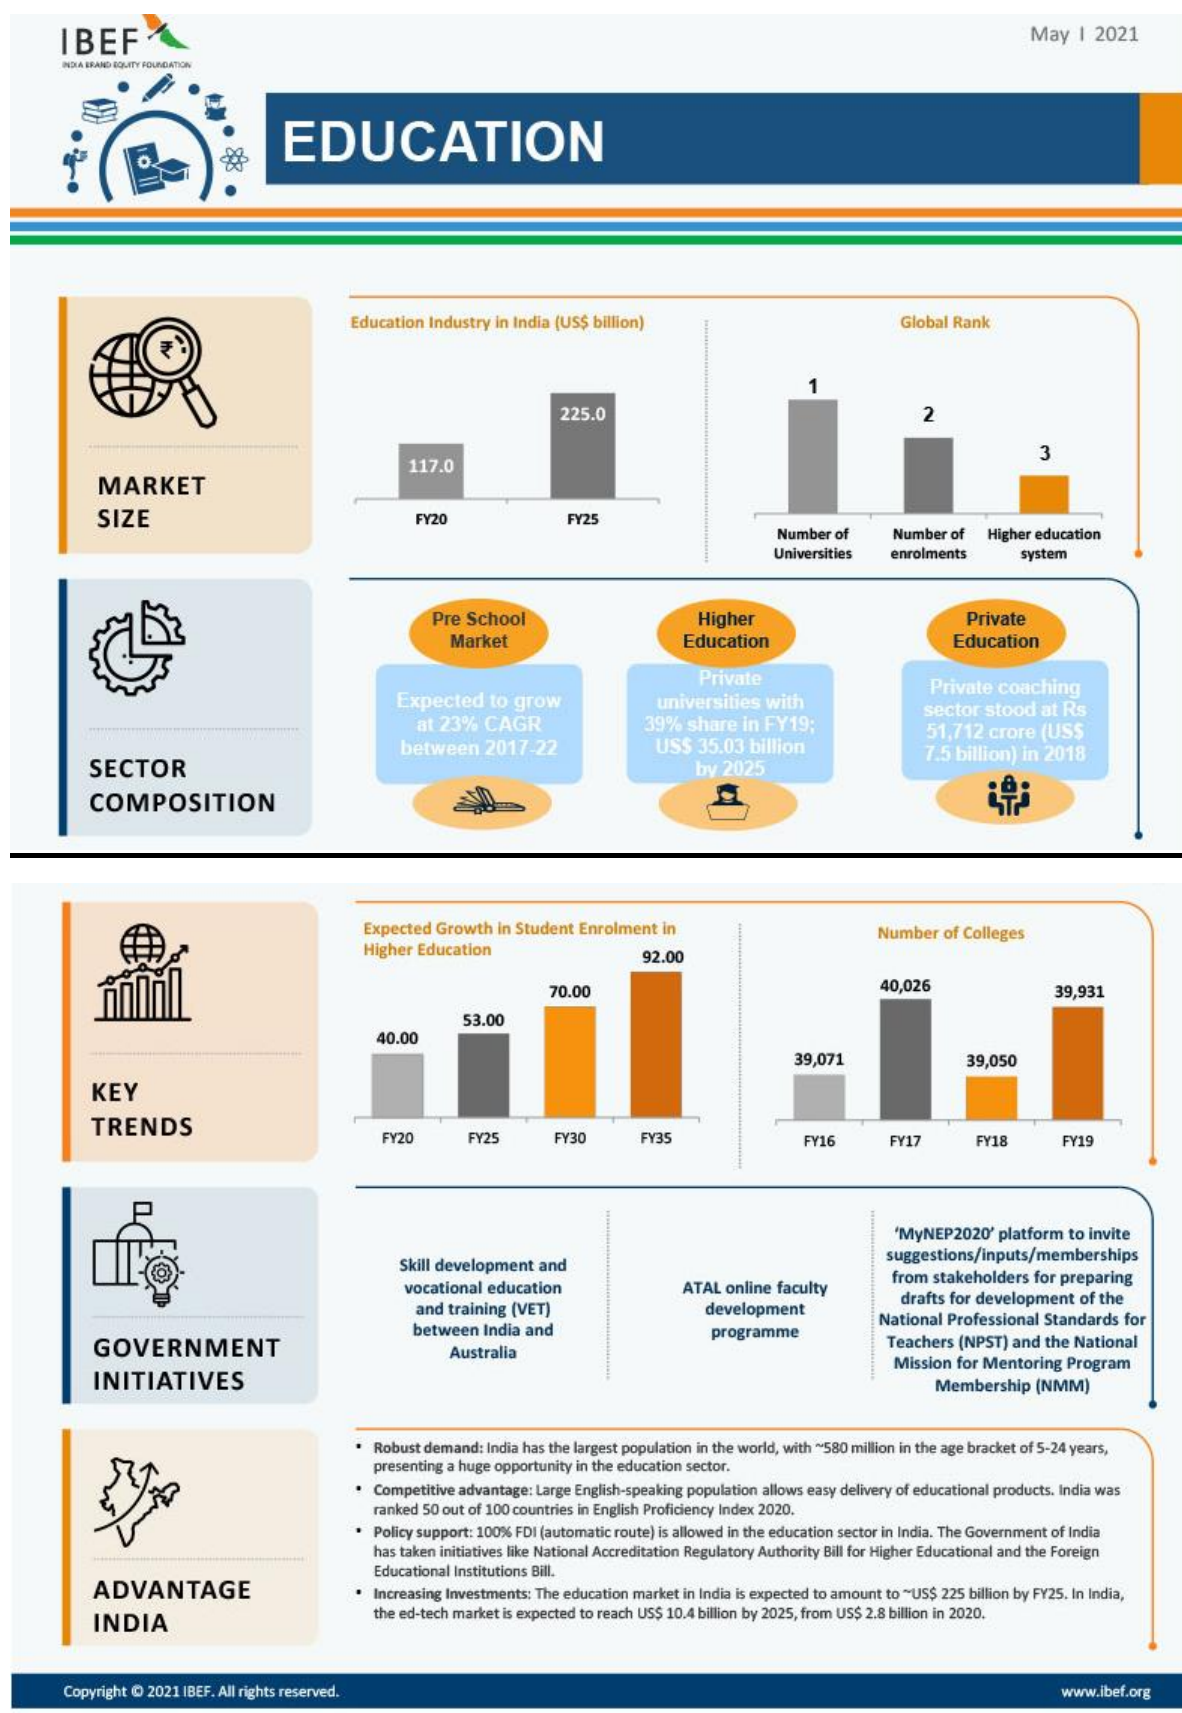 IBEF
INDIA BRAND EQUITY FOUNDATION
May I 2021
EDUCATION
MARKET
SIZE
Education Industry in India (US$ billion)
117.0
225.0
FY20
FY25
Global Rank
1
2
3
Number of
Universities
Number of
enrolments
Higher education
system
SECTOR
COMPOSITION
Pre School
Market
Expected to grow
at 23% CAGR
between 2017-22
Higher
Education
Private
universities with
39% share in FY19;
US$ 35.03 billion
by 2025
Private
Education
Private coaching
sector stood at Rs
51,712 crore (US$
7.5 billion) in 2018
KEY
TRENDS
Expected Growth in Student Enrolment in
Higher Education
40.00
53.00
70.00
92.00
FY20
FY25
FY30
FY35
Number of Colleges
39,071
40,026
39,050
39,931
FY16
FY17
FY18
FY19
GOVERNMENT
INITIATIVES
Skill development and
vocational education
and training (VET)
between India and
Australia
ATAL online faculty
development
programme
‘MyNEP2020’ platform to invite
suggestions/inputs/memberships
from stakeholders for preparing
drafts for development of the
National Professional Standards for
Teachers (NPST) and the National
Mission for Mentoring Program
Membership (NMM)
ADVANTAGE
INDIA
• Robust demand: India has the largest population in the world, with ~580 million in the age bracket of 5-24 years,
presenting a huge opportunity in the education sector.
• Competitive advantage: Large English-speaking population allows easy delivery of educational products. India was
ranked 50 out of 100 countries in English Proficiency Index 2020.
• Policy support: 100% FDI (automatic route) is allowed in the education sector in India. The Government of India
has taken initiatives like National Accreditation Regulatory Authority Bill for Higher Educational and the Foreign
Educational Institutions Bill.
• Increasing Investments: The education market in India is expected to amount to ~US$ 225 billion by FY25. In India,
the ed-tech market is expected to reach US$ 10.4 billion by 2025, from US$ 2.8 billion in 2020.
Copyright © 2021 IBEF. All rights reserved.
www.ibef.org